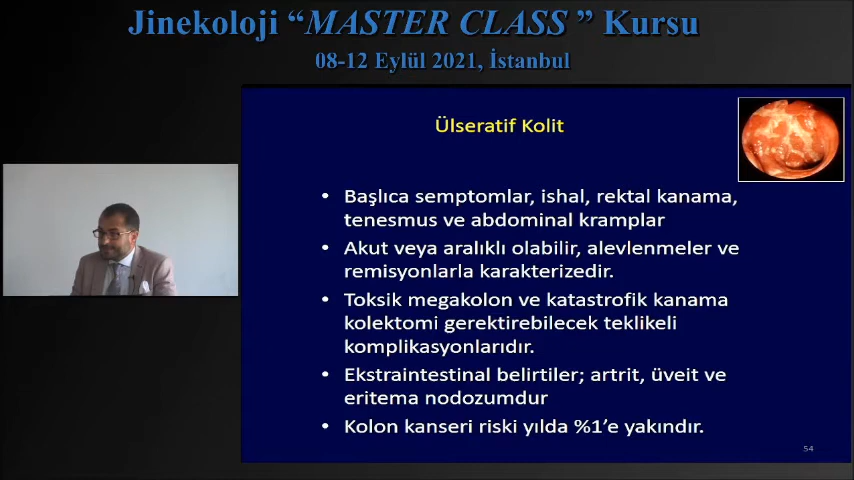 Jinekoloji “MASTER CLASS ” Kursu
08-12 Eylül 2021, İstanbul
Ülseratif Kolit
• Başlıca semptomlar, ishal, rektal kanama,
tenesmus ve abdominal kramplar
• Akut veya aralıklı olabilir, alevlenmeler ve
remisyonlarla karakterizedir.
• Toksik megakolon ve katastrofik kanama
kolektomi gerektirebilecek teklikeli
komplikasyonlarıdır.
• Ekstraintestinal belirtiler; artrit, üveit ve
eritema nodozumdur
• Kolon kanseri riski yılda %1’e yakındır.
54